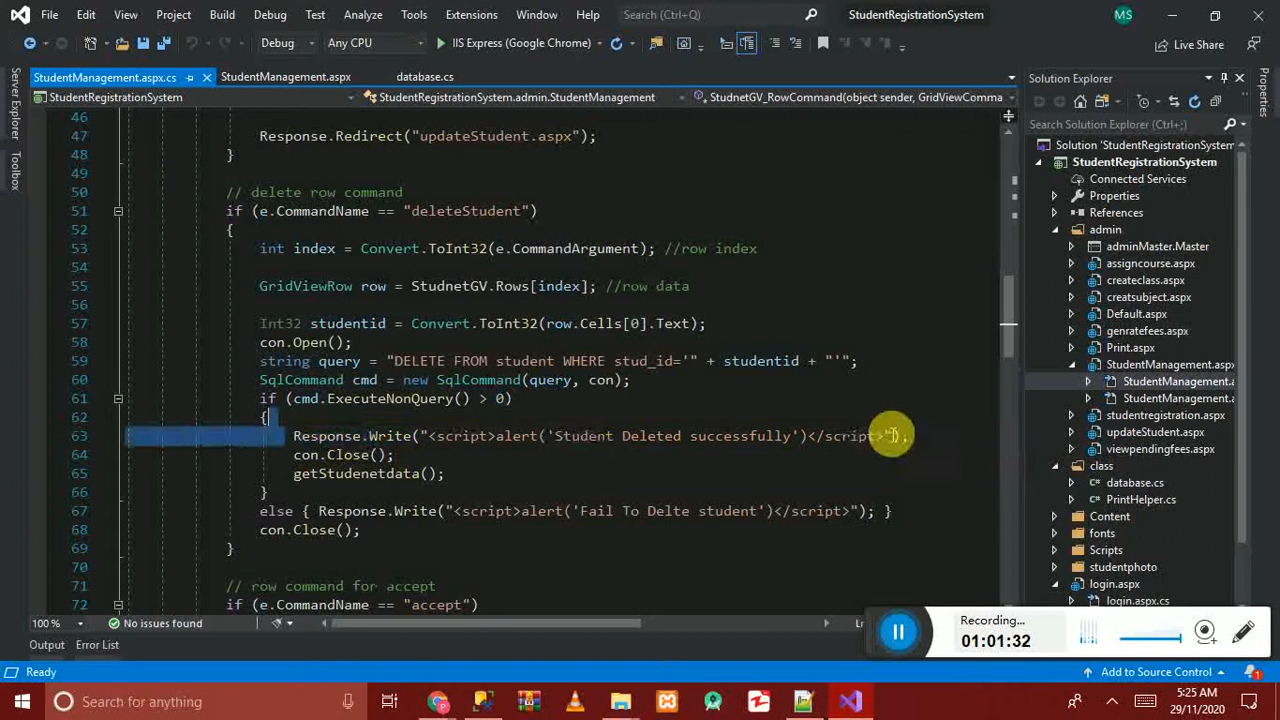 File Edit View Project Build Debug Test Analyze Tools Extensions Window Help Search (Ctrl+Q) StudentRegistrationSystem MS
Debug Any CPU IIS Express (Google Chrome) Live Share
StudentManagement.aspx.cs StudentManagement.aspx database.cs
StudentRegistrationSystem StudentRegistrationSystem.admin.StudentManagement StudnetGV_RowCommand(object sender, GridViewComma
Server Explorer
Toolbox
46
47 Response.Redirect("updateStudent.aspx");
48 }
49
50 // delete row command
51 if (e.CommandName == "deleteStudent")
52 {
53 int index = Convert.ToInt32(e.CommandArgument); //row index
54
55 GridViewRow row = StudnetGV.Rows[index]; //row data
56
57 Int32 studentid = Convert.ToInt32(row.Cells[0].Text);
58 con.Open();
59 string query = "DELETE FROM student WHERE stud_id='" + studentid + "'";
60 SqlCommand cmd = new SqlCommand(query, con);
61 if (cmd.ExecuteNonQuery() > 0)
62 {
63 Response.Write("<script>alert('Student Deleted successfully')</script>");
64 con.Close();
65 getStudenetdata();
66 }
67 else { Response.Write("<script>alert('Fail To Delte student')</script>"); }
68 con.Close();
69 }
70
71 // row command for accept
72 if (e.CommandName == "accept")
100 % No issues found Ln
Output Error List
Solution Explorer
Search Solution Explorer (Ctrl+;)
Solution 'StudentRegistrationSystem'
StudentRegistrationSystem
Connected Services
Properties
References
admin
adminMaster.Master
assigncourse.aspx
createclass.aspx
creatsubject.aspx
Default.aspx
genratefees.aspx
Print.aspx
StudentManagement.aspx
StudentManagement.a
StudentManagement.a
studentregistration.aspx
updateStudent.aspx
viewpendingfees.aspx
class
database.cs
PrintHelper.cs
Content
fonts
Scripts
studentphoto
login.aspx
login.aspx.cs
Properties
Recording...
01:01:32
Ready Add to Source Control 1
Search for anything
5:25 AM
29/11/2020